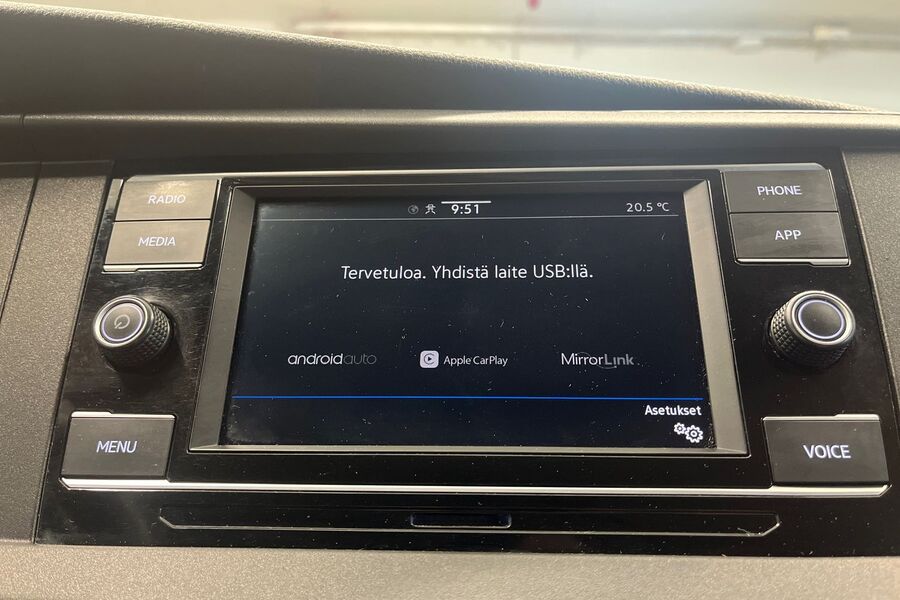 RADIO
MEDIA
MENU
9:51
20.5 °C
Tervetuloa. Yhdistä laite USB:llä.
androidauto
Apple CarPlay
MirrorLink
Asetukset
PHONE
APP
VOICE